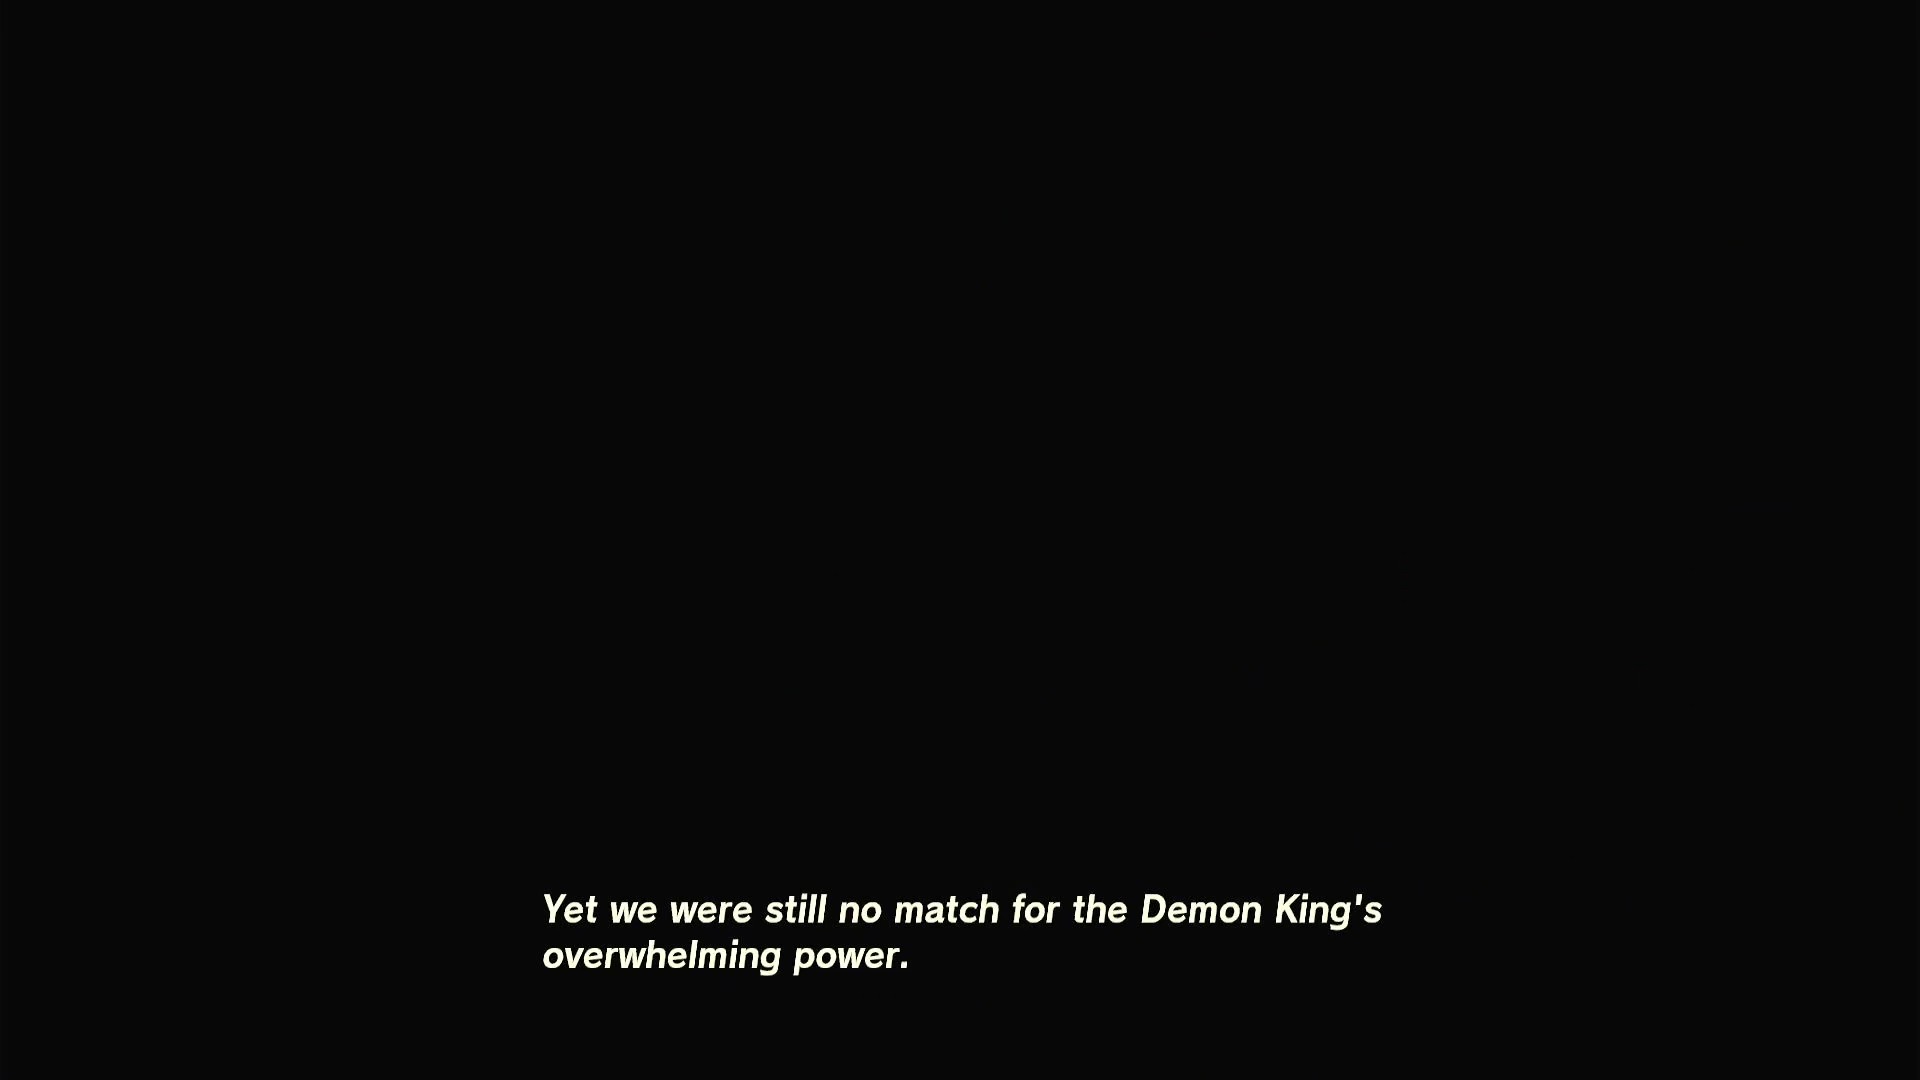 Yet we were still no match for the Demon King's
overwhelming power.